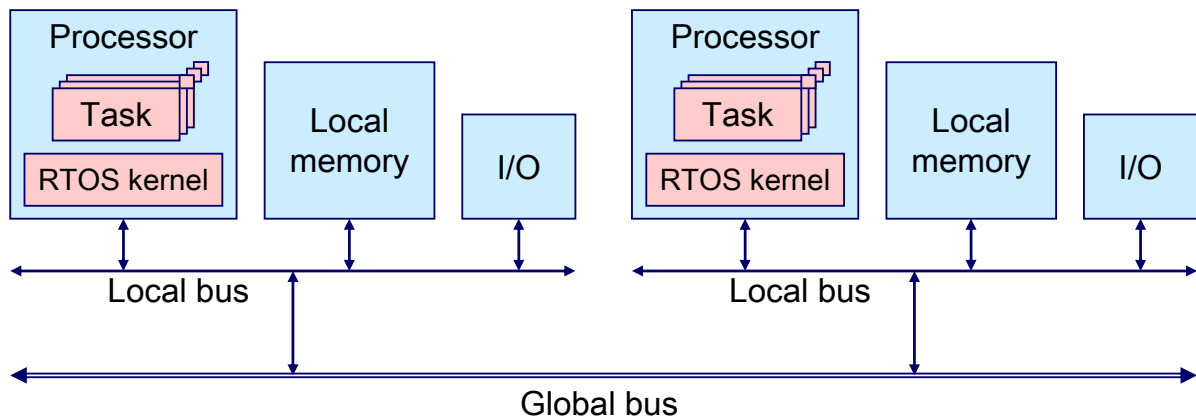 Processor
Task
RTOS kernel
Local
memory
I/O
Local bus
Processor
Task
RTOS kernel
Local
memory
I/O
Local bus
Global bus